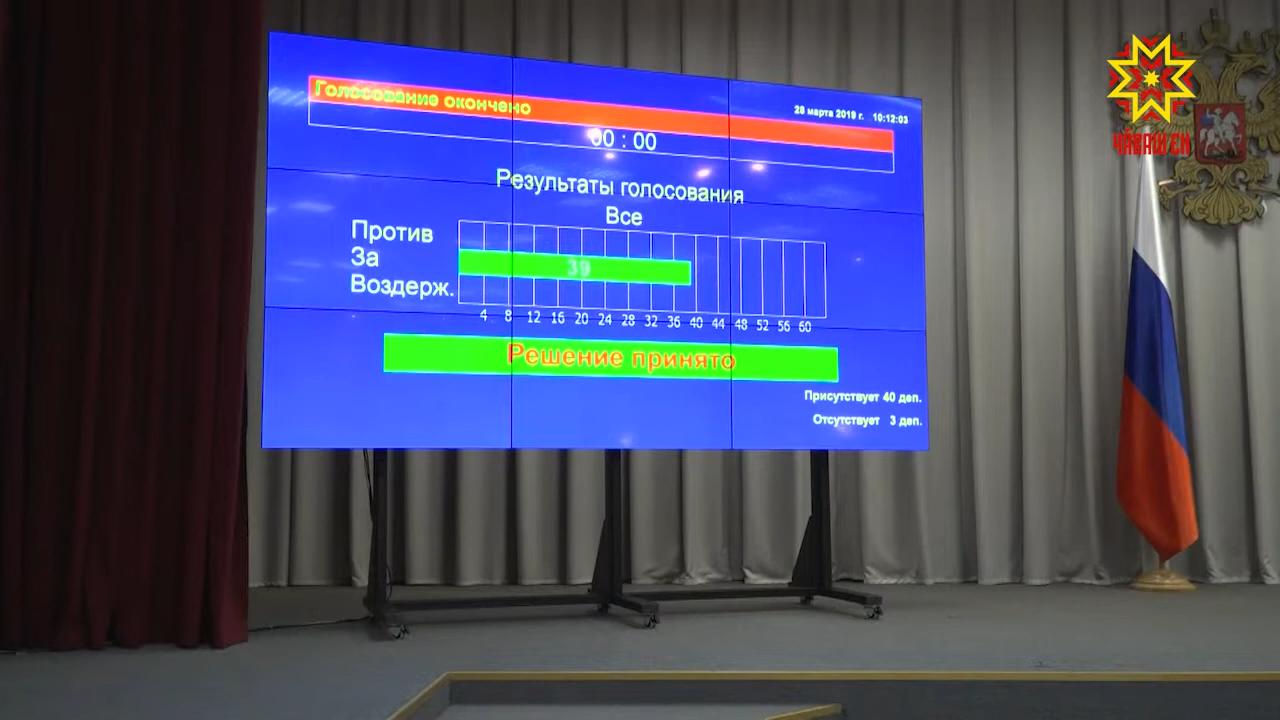 Голосование окончено
28 марта 2019 г. 10:12:03
00 : 00
Результаты голосования
Все
Против
За
39
Воздерж.
4 8 12 16 20 24 28 32 36 40 44 48 52 56 60
Решение принято
Присутствует 40 деп.
Отсутствует 3 деп.
ЧӐВАШ ЕН